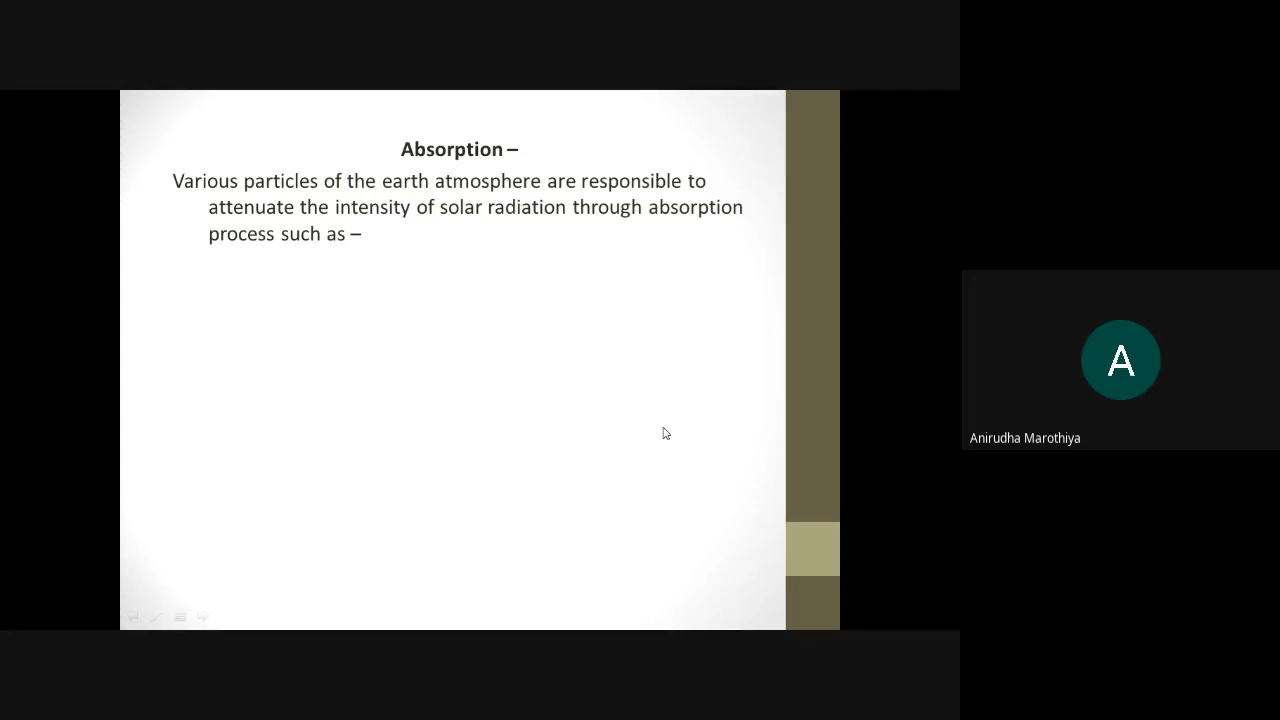 Absorption –
Various particles of the earth atmosphere are responsible to
attenuate the intensity of solar radiation through absorption
process such as –
A
Anirudha Marothiya